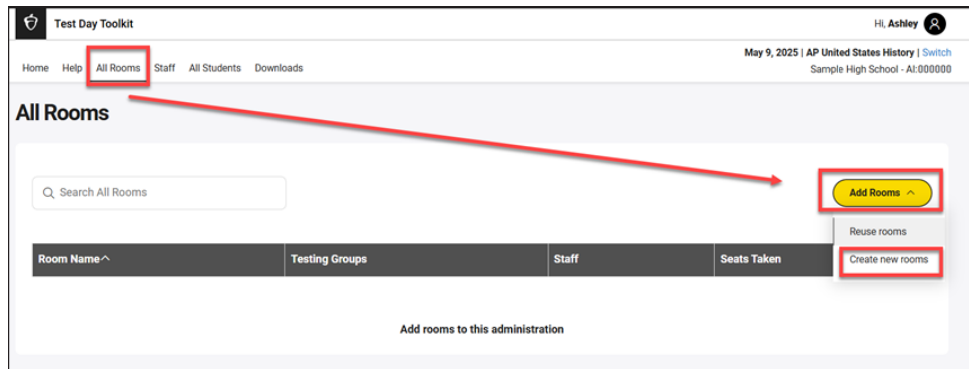 Test Day Toolkit
Hi, Ashley
May 9, 2025 | AP United States History | Switch
Home Help All Rooms Staff All Students Downloads
Sample High School - AI:000000
All Rooms
Search All Rooms
Add Rooms
Reuse rooms
Room Name Testing Groups Staff Seats Taken
Create new rooms
Add rooms to this administration